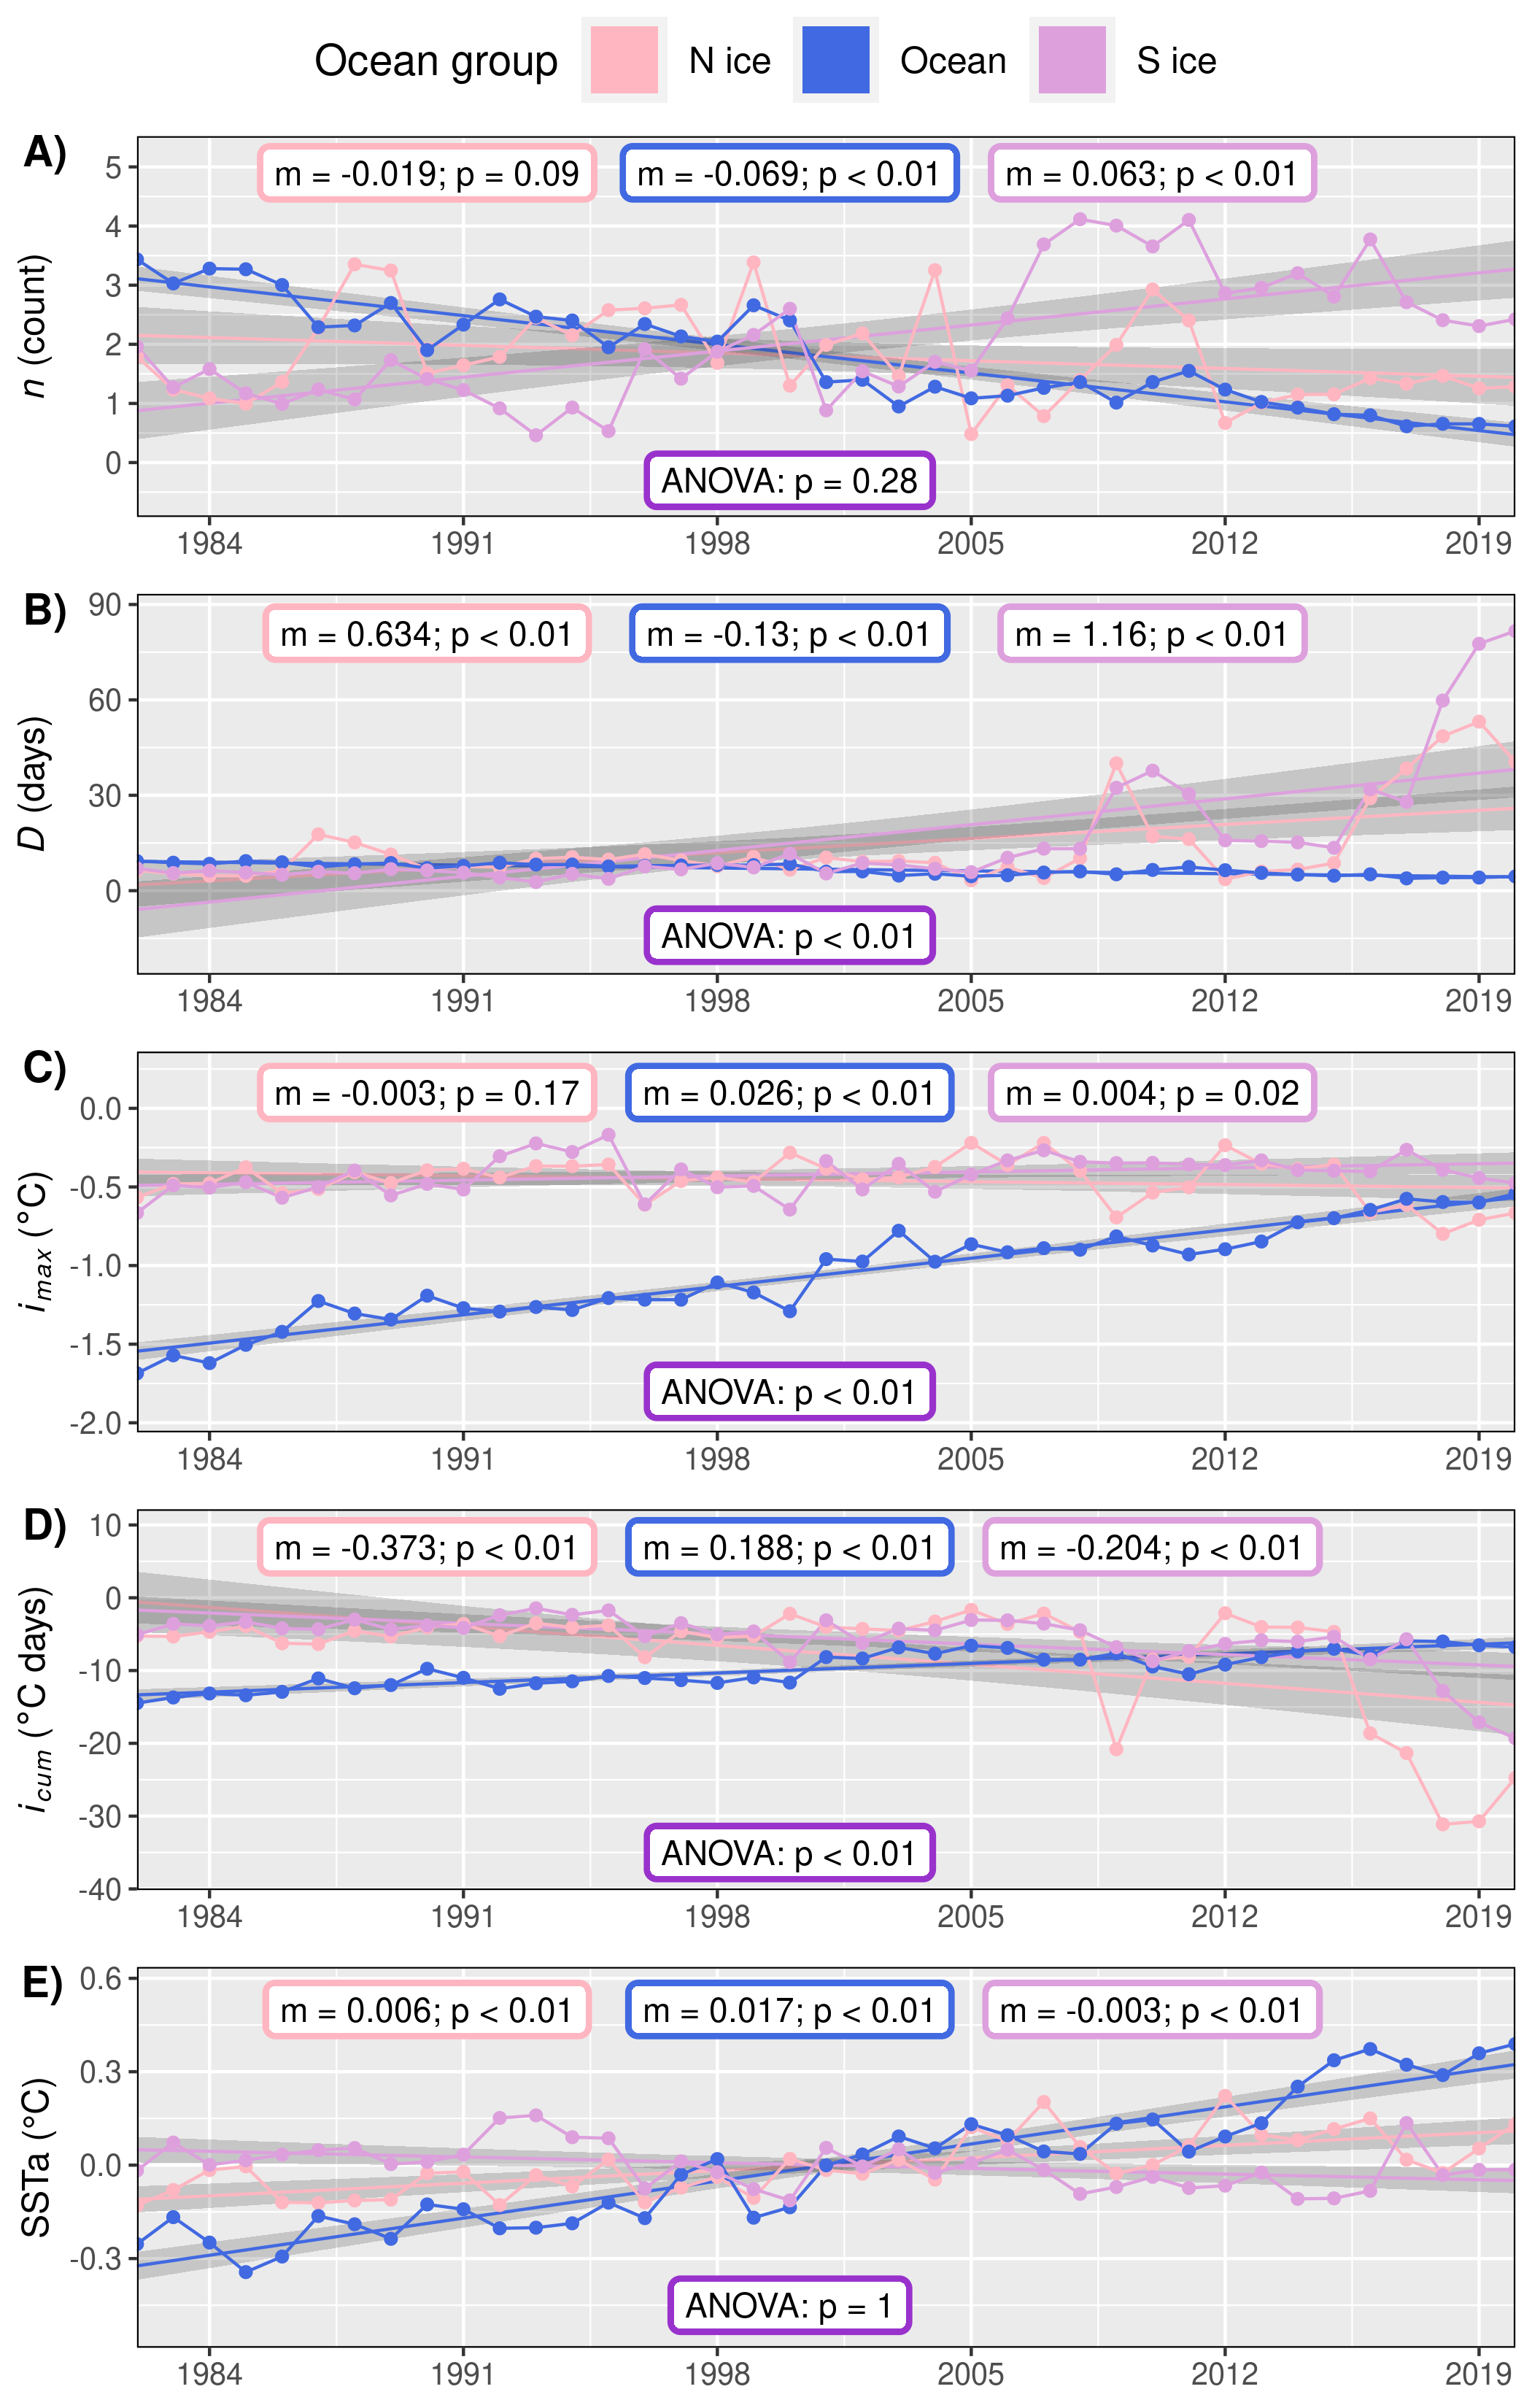 Ocean group N ice Ocean S ice
A)
m = -0.019; p = 0.09 m = -0.069; p < 0.01 m = 0.063; p < 0.01
n (count)
5
4
3
2
1
0
ANOVA: p = 0.28
1984 1991 1998 2005 2012 2019
B)
m = 0.634; p < 0.01 m = -0.13; p < 0.01 m = 1.16; p < 0.01
D (days)
90
60
30
0
ANOVA: p < 0.01
1984 1991 1998 2005 2012 2019
C)
m = -0.003; p = 0.17 m = 0.026; p < 0.01 m = 0.004; p = 0.02
imax (°C)
0.0
-0.5
-1.0
-1.5
-2.0
ANOVA: p < 0.01
1984 1991 1998 2005 2012 2019
D)
m = -0.373; p < 0.01 m = 0.188; p < 0.01 m = -0.204; p < 0.01
icum (°C days)
10
0
-10
-20
-30
-40
ANOVA: p < 0.01
1984 1991 1998 2005 2012 2019
E)
m = 0.006; p < 0.01 m = 0.017; p < 0.01 m = -0.003; p < 0.01
SSTa (°C)
0.6
0.3
0.0
-0.3
ANOVA: p = 1
1984 1991 1998 2005 2012 2019